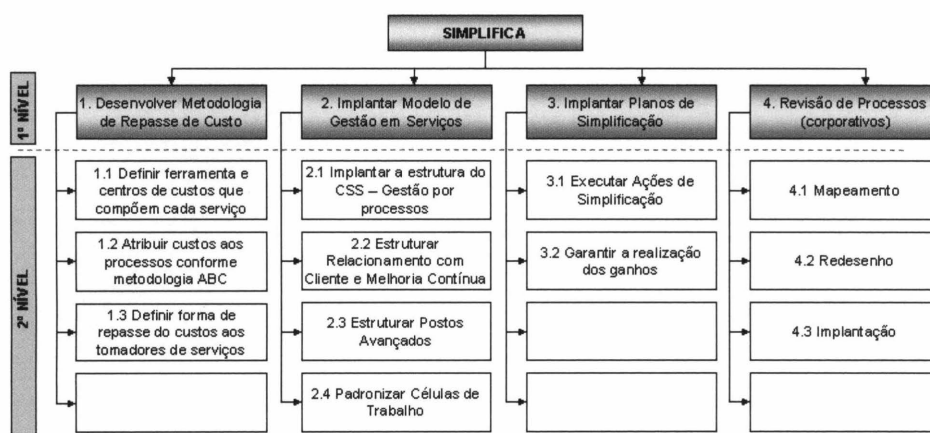 SIMPLIFICA
1º NÍVEL
1. Desenvolver Metodologia
de Repasse de Custo
2. Implantar Modelo de
Gestão em Serviços
3. Implantar Planos de
Simplificação
4. Revisão de Processos
(corporativos)
2º NÍVEL
1.1 Definir ferramenta e
centros de custos que
compõem cada serviço
1.2 Atribuir custos aos
processos conforme
metodologia ABC
1.3 Definir forma de
repasse do custos aos
tomadores de serviços
2.1 Implantar a estrutura do
CSS – Gestão por
processos
2.2 Estruturar
Relacionamento com
Cliente e Melhoria Contínua
2.3 Estruturar Postos
Avançados
2.4 Padronizar Células de
Trabalho
3.1 Executar Ações de
Simplificação
3.2 Garantir a realização
dos ganhos
4.1 Mapeamento
4.2 Redesenho
4.3 Implantação